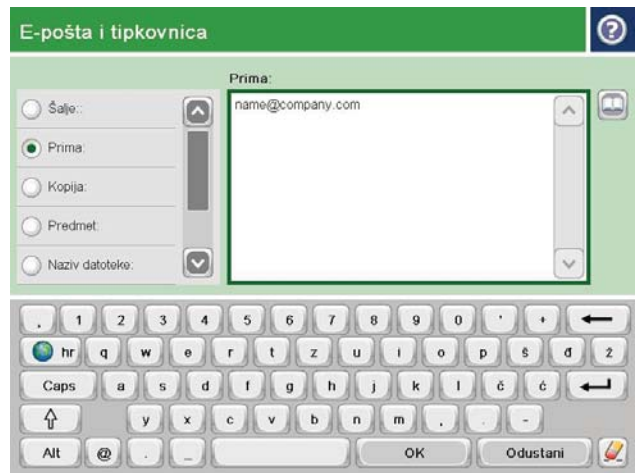 E-pošta i tipkovnica
Prima:
Šalje::
Prima:
Kopija:
Predmet:
Naziv datoteke:
name@company.com
. 1 2 3 4 5 6 7 8 9 0 ' +
hr q w e r t z u i o p š đ ž
Caps a s d f g h j k l č ć
y x c v b n m , . -
Alt @ . _ OK Odustani